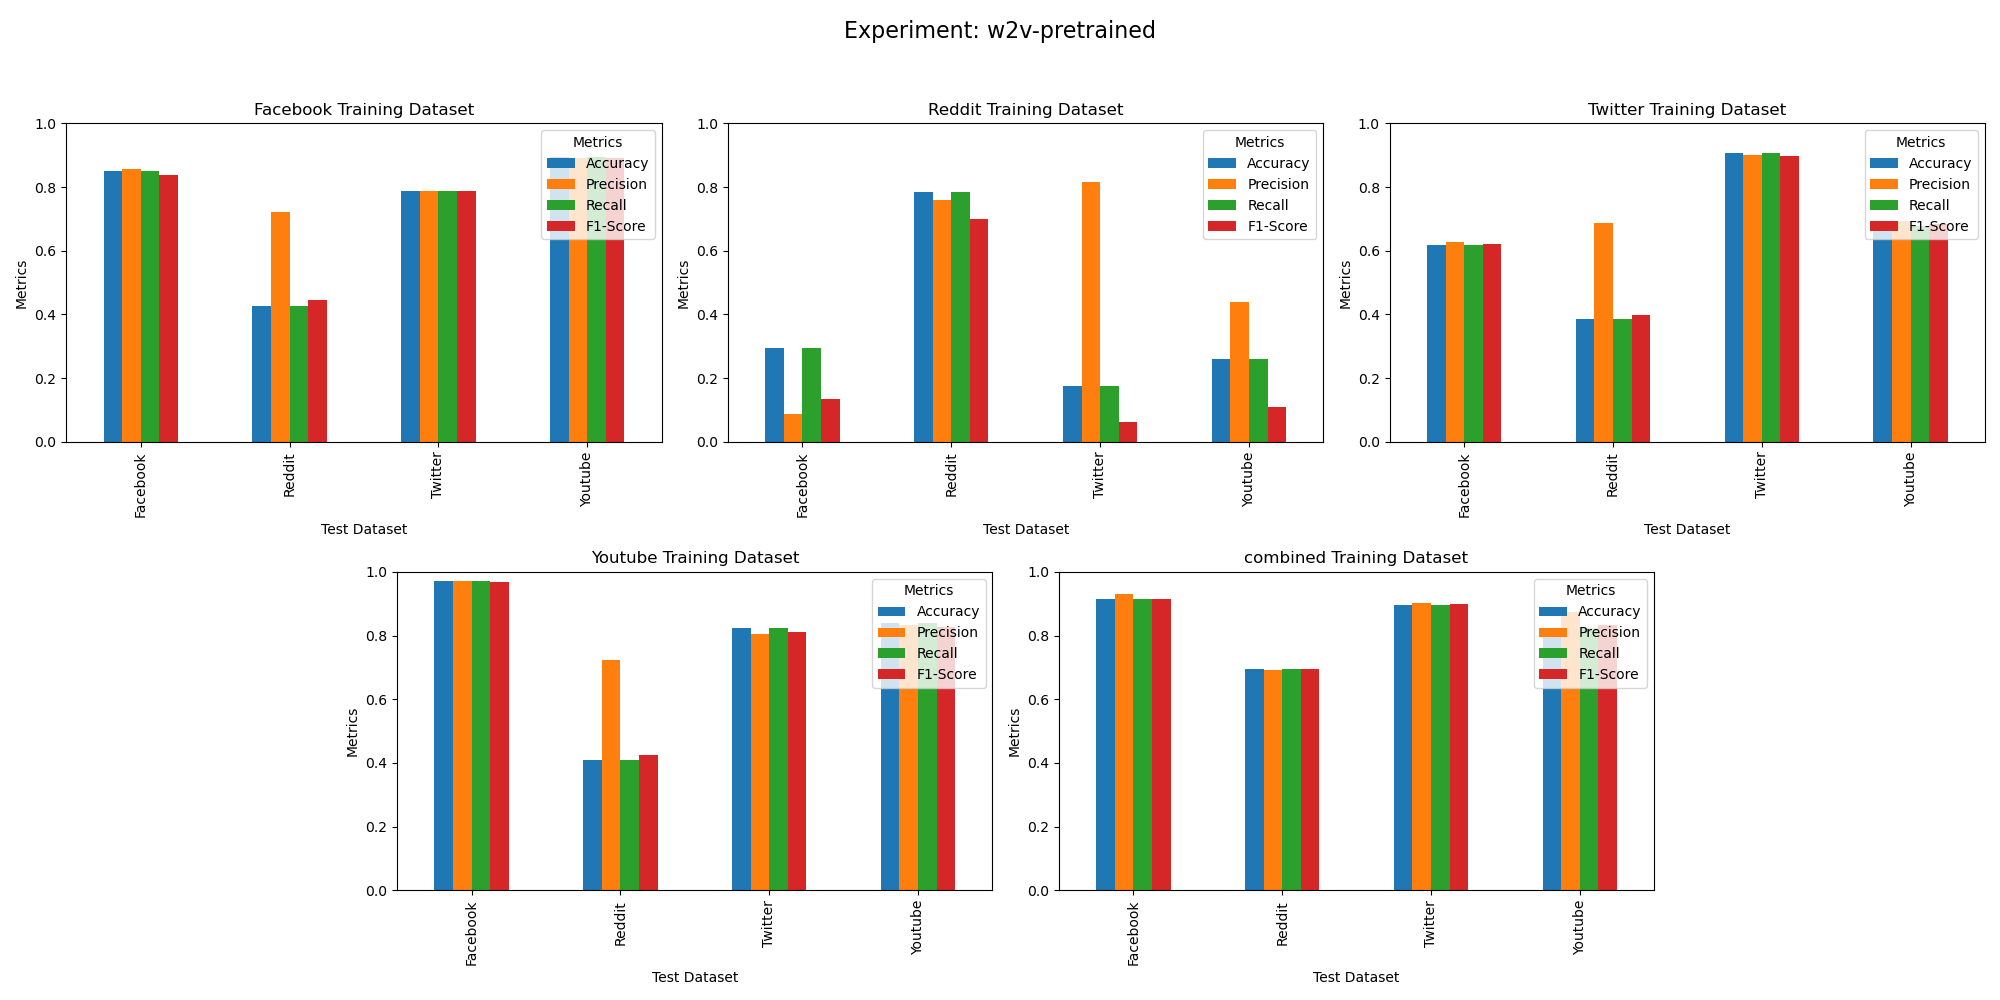 Experiment: w2v-pretrained
Facebook Training Dataset
1.0
0.8
0.6
0.4
0.2
0.0
Metrics
Metrics
Accuracy
Precision
Recall
F1-Score
Facebook
Reddit
Twitter
Youtube
Test Dataset
Reddit Training Dataset
1.0
0.8
0.6
0.4
0.2
0.0
Metrics
Metrics
Accuracy
Precision
Recall
F1-Score
Facebook
Reddit
Twitter
Youtube
Test Dataset
Twitter Training Dataset
1.0
0.8
0.6
0.4
0.2
0.0
Metrics
Metrics
Accuracy
Precision
Recall
F1-Score
Facebook
Reddit
Twitter
Youtube
Test Dataset
Youtube Training Dataset
1.0
0.8
0.6
0.4
0.2
0.0
Metrics
Metrics
Accuracy
Precision
Recall
F1-Score
Facebook
Reddit
Twitter
Youtube
Test Dataset
combined Training Dataset
1.0
0.8
0.6
0.4
0.2
0.0
Metrics
Metrics
Accuracy
Precision
Recall
F1-Score
Facebook
Reddit
Twitter
Youtube
Test Dataset